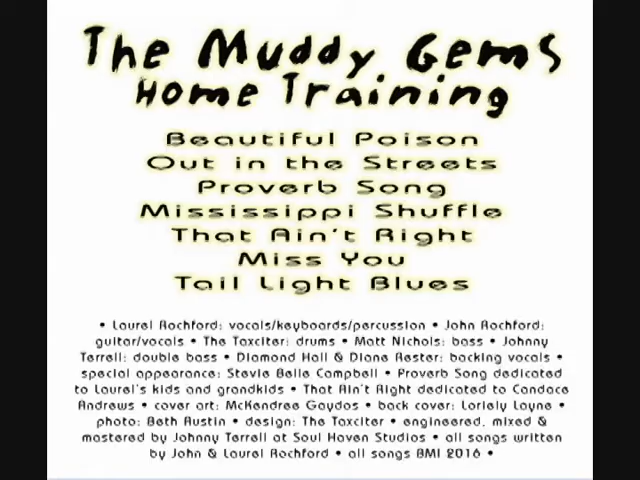 The Muddy Gems
Home Training
Beautiful Poison
Out in the Streets
Proverb Song
Mississippi Shuffle
That Ain't Right
Miss You
Tail Light Blues
• Laurel Rochford: vocals/keyboards/percussion • John Rochford:
guitar/vocals • The Taxciter: drums • Matt Nichols: bass • Johnny
Terrell: double bass • Diamond Hall & Diane Rester: backing vocals •
special appearance: Stevie Belle Campbell • Proverb Song dedicated
to Laurel's kids and grandkids • That Ain't Right dedicated to Candace
Andrews • cover art: McKendree Gaydos • back cover: Loriely Layne •
photo: Beth Austin • design: The Taxciter • engineered, mixed &
mastered by Johnny Terrell at Soul Haven Studios • all songs written
by John & Laurel Rochford • all songs BMI 2016 •